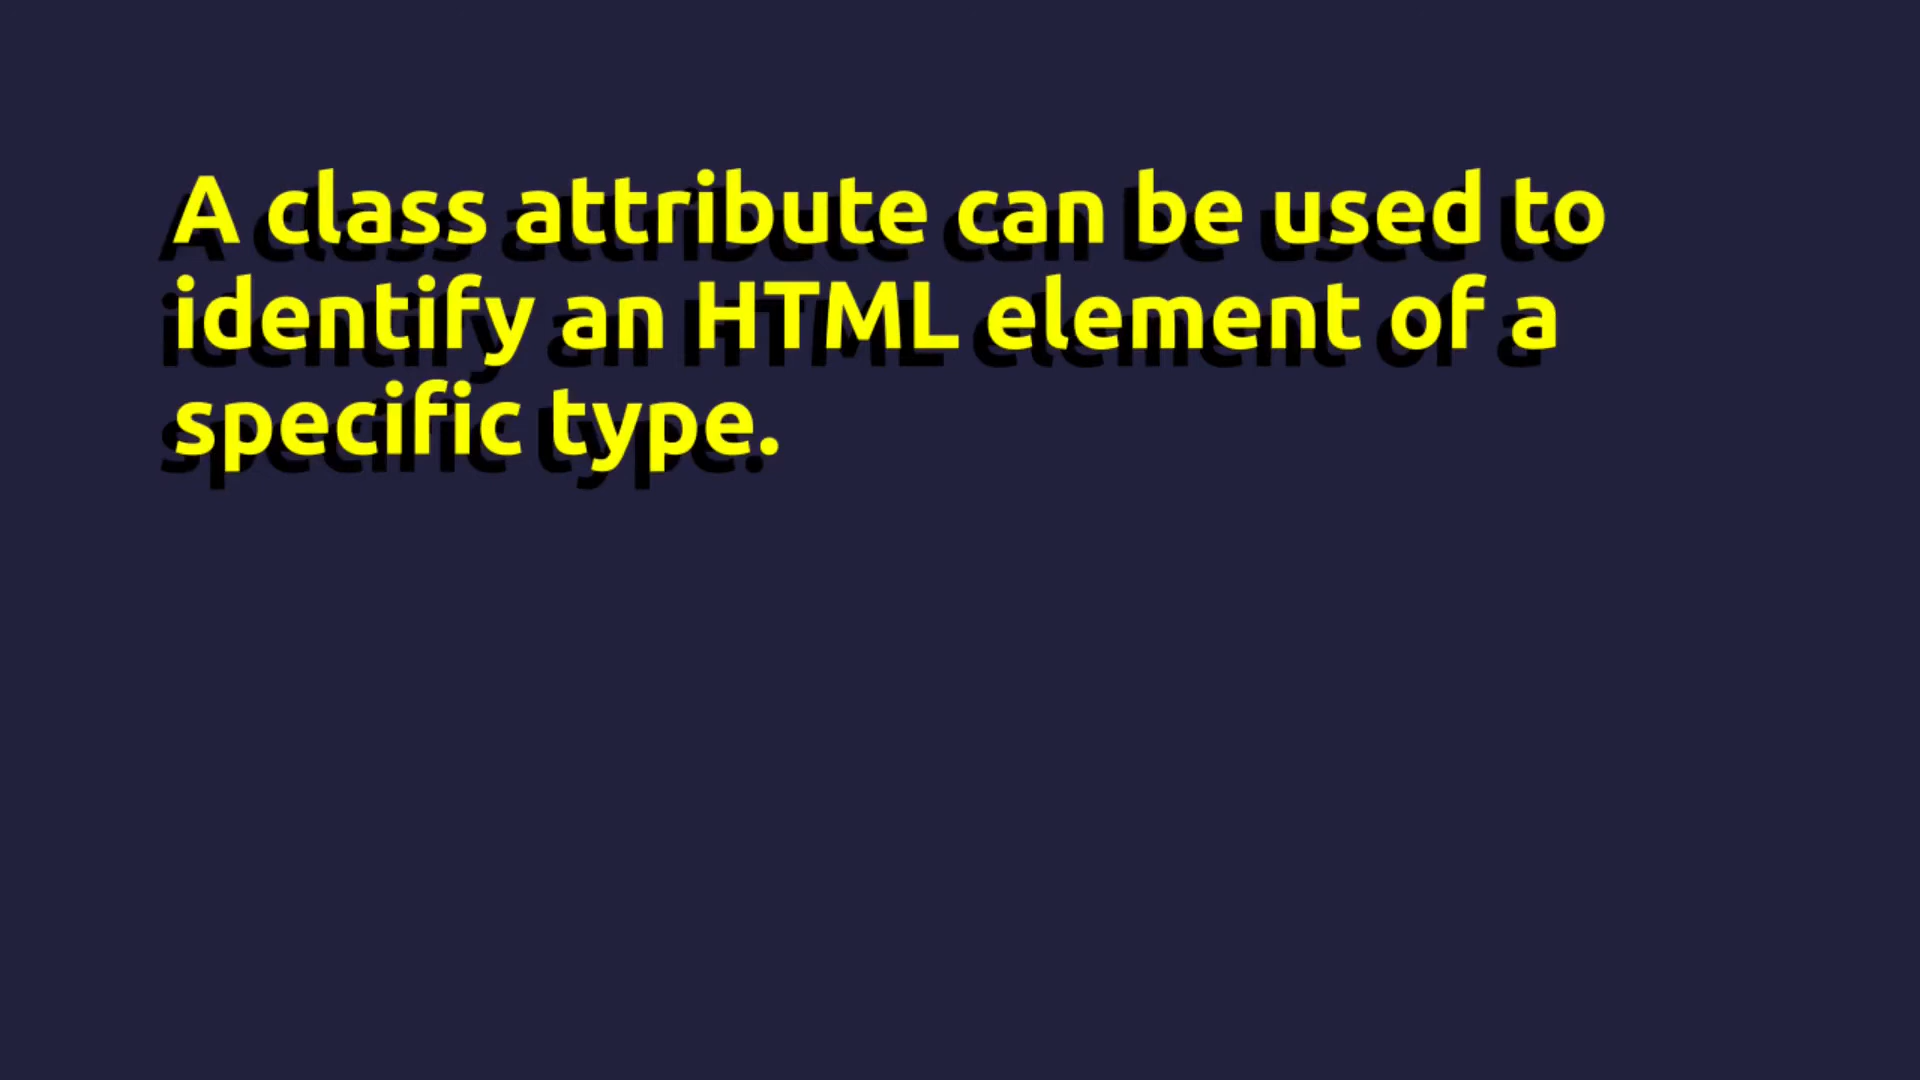 A class attribute can be used to
identify an HTML element of a
specific type.